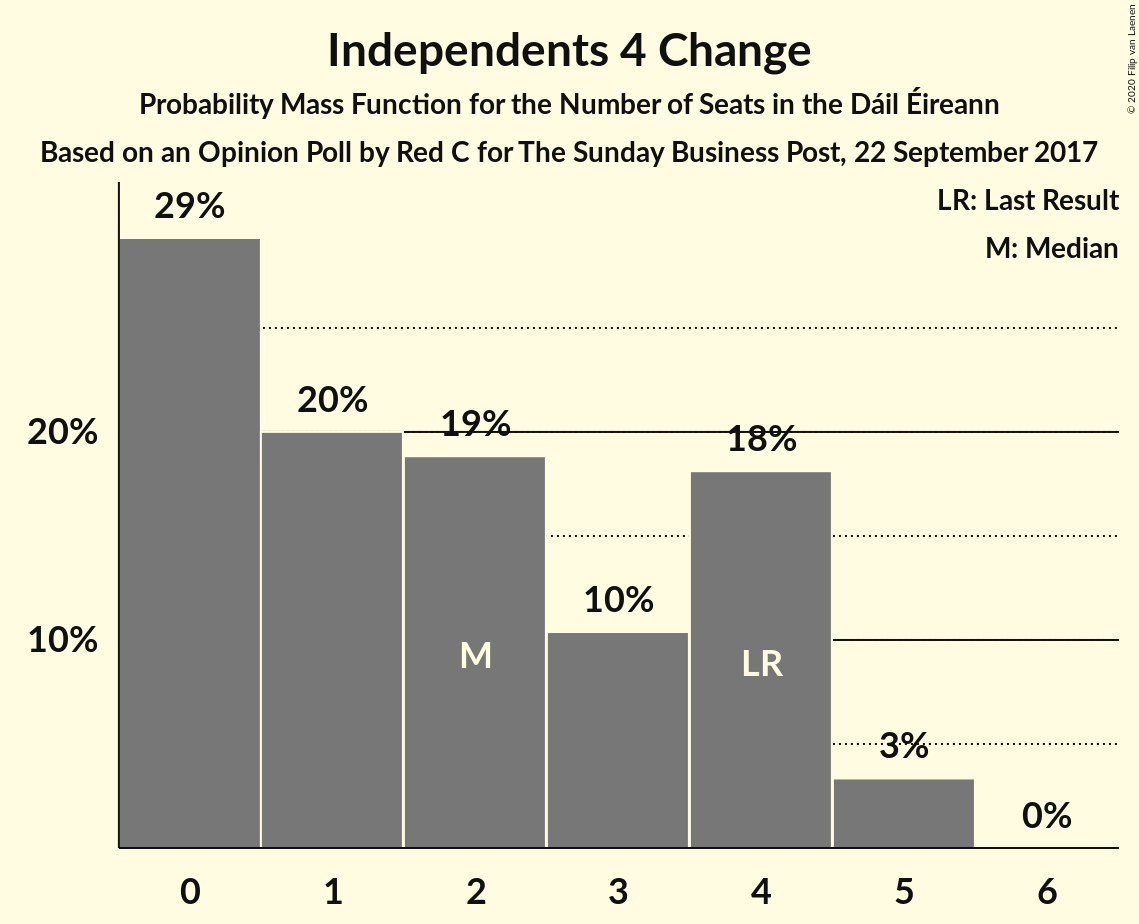 Independents 4 Change
Probability Mass Function for the Number of Seats in the Dáil Éireann
Based on an Opinion Poll by Red C for The Sunday Business Post, 22 September 2017
© 2020 Filip van Laenen
LR: Last Result
M: Median
29%
20%
19%
18%
20%
10%
10%
M
LR
3%
0%
0 1 2 3 4 5 6